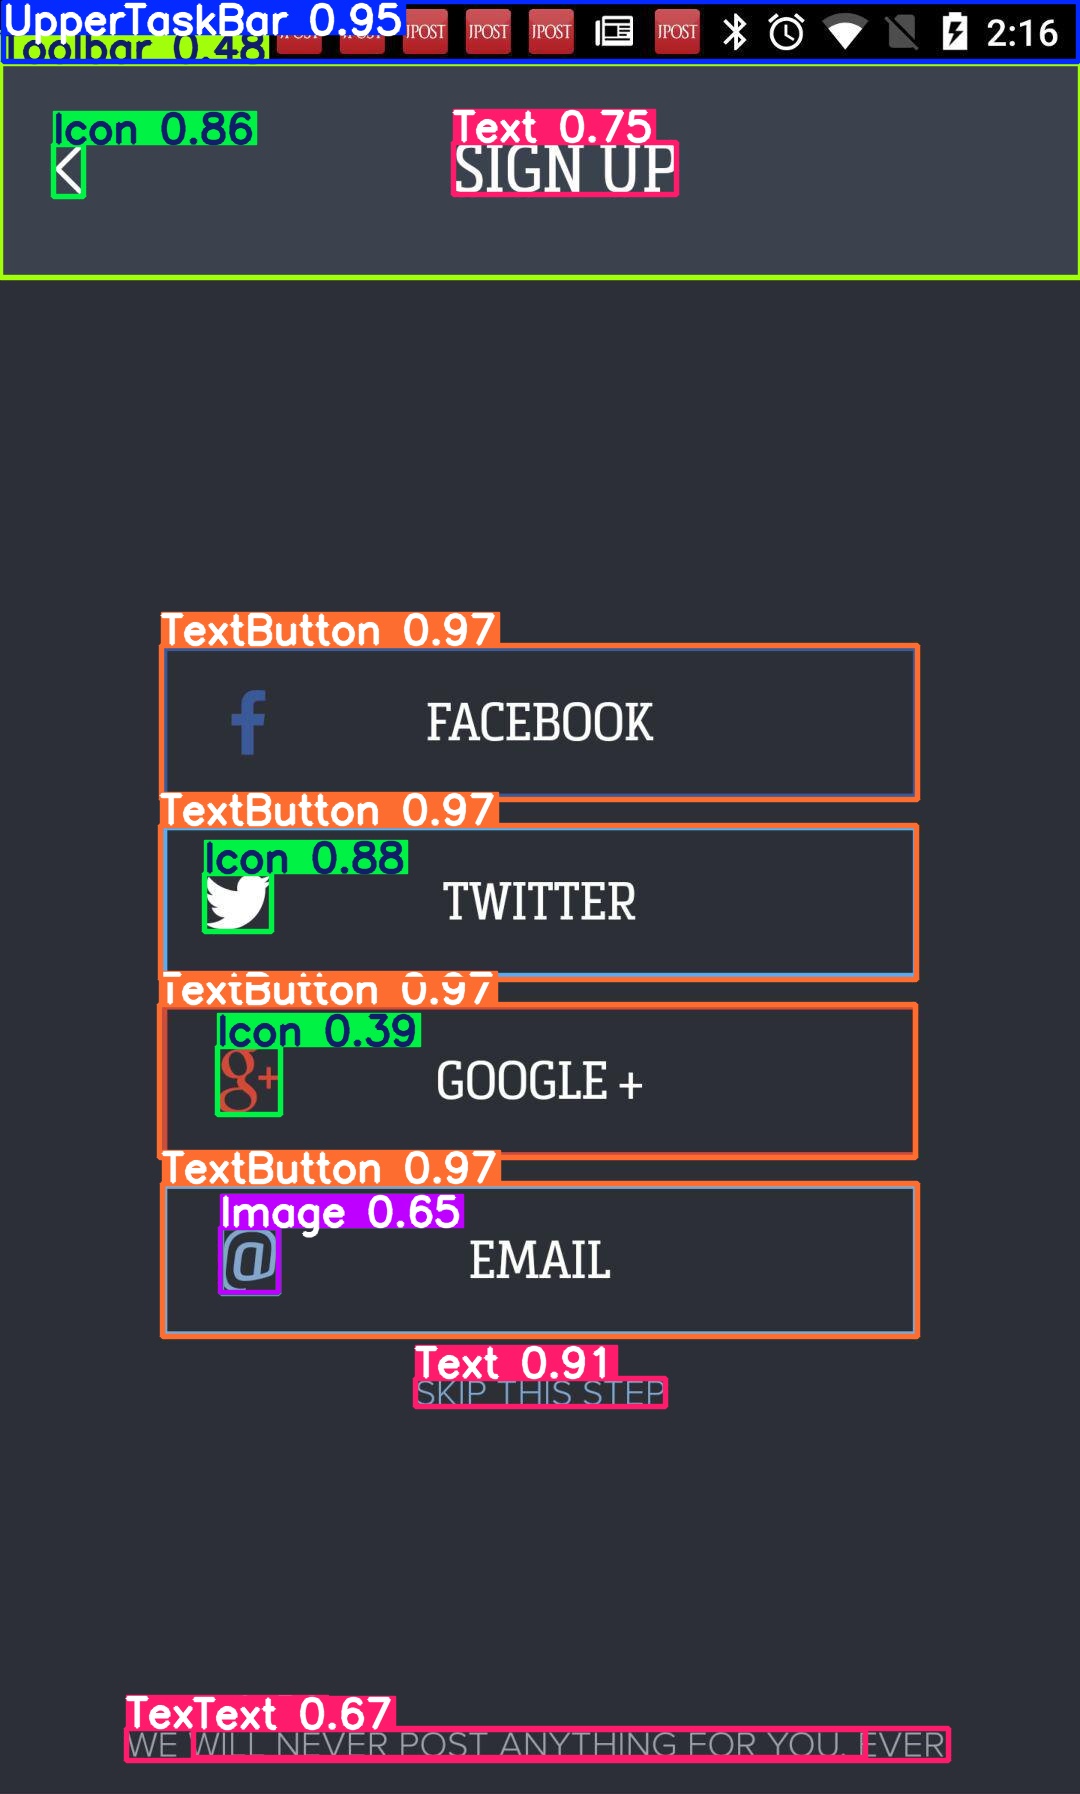 UpperTaskBar 0.95
Toolbar 0.48
JPOST JPOST JPOST JPOST 2:16
Icon 0.86
Text 0.75
SIGN UP
TextButton 0.97
FACEBOOK
TextButton 0.97
Icon 0.88
TWITTER
TextButton 0.97
Icon 0.39
g+ GOOGLE +
TextButton 0.97
Image 0.65
@ EMAIL
Text 0.91
SKIP THIS STEP
Text 0.67
WE WILL NEVER POST ANYTHING FOR YOU. EVER